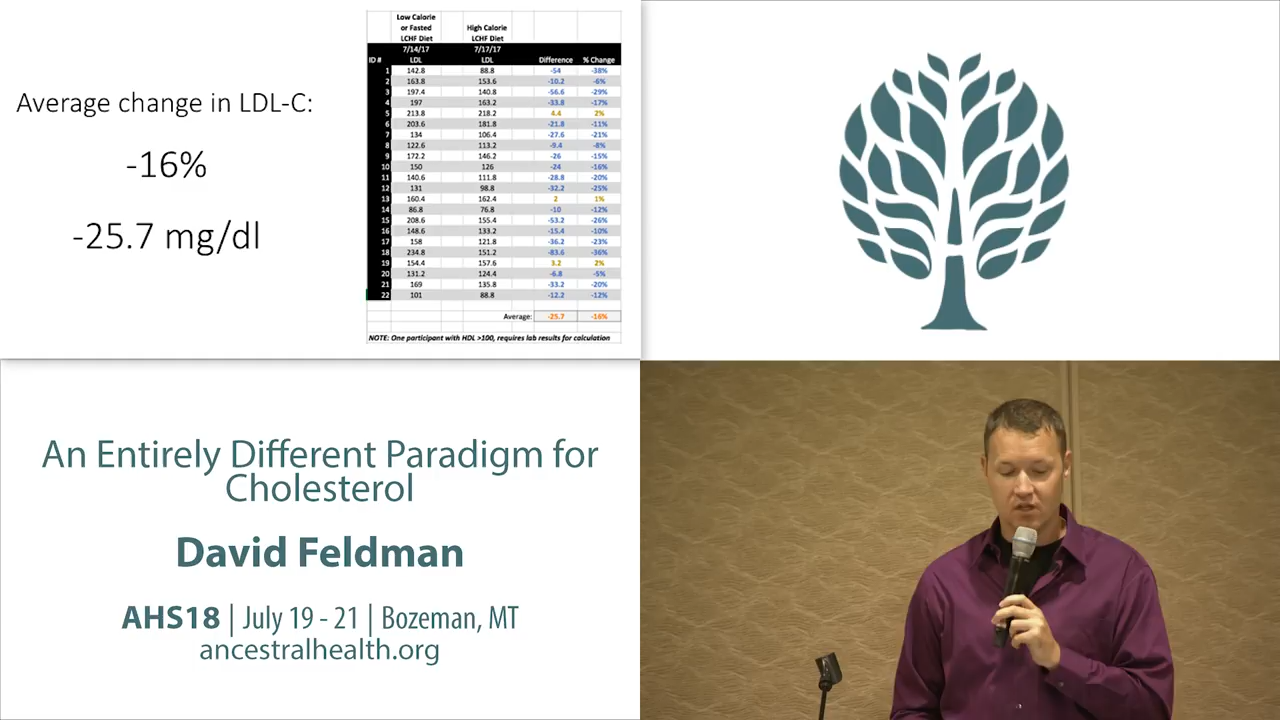 Average change in LDL-C:
-16%
-25.7 mg/dl
Low Calorie or Fasted LCHF Diet High Calorie LCHF Diet
7/14/17 7/17/17
ID # LDL LDL Difference % Change
1 142.8 88.8 -54 -38%
2 163.8 153.6 -10.2 -6%
3 197.4 140.8 -56.6 -29%
4 197 163.2 -33.8 -17%
5 213.8 218.2 4.4 2%
6 203.6 181.8 -21.8 -11%
7 134 106.4 -27.6 -21%
8 122.6 113.2 -9.4 -8%
9 172.2 146.2 -26 -15%
10 150 126 -24 -16%
11 140.6 111.8 -28.8 -20%
12 131 98.8 -32.2 -25%
13 160.4 162.4 2 1%
14 86.8 76.8 -10 -12%
15 208.6 155.4 -53.2 -26%
16 148.6 133.2 -15.4 -10%
17 158 121.8 -36.2 -23%
18 234.8 151.2 -83.6 -36%
19 154.4 157.6 3.2 2%
20 131.2 124.4 -6.8 -5%
21 169 135.8 -33.2 -20%
22 101 88.8 -12.2 -12%
Average: -25.7 -16%
NOTE: One participant with HDL >100, requires lab results for calculation
An Entirely Different Paradigm for
Cholesterol
David Feldman
AHS18 | July 19 - 21 | Bozeman, MT
ancestralhealth.org